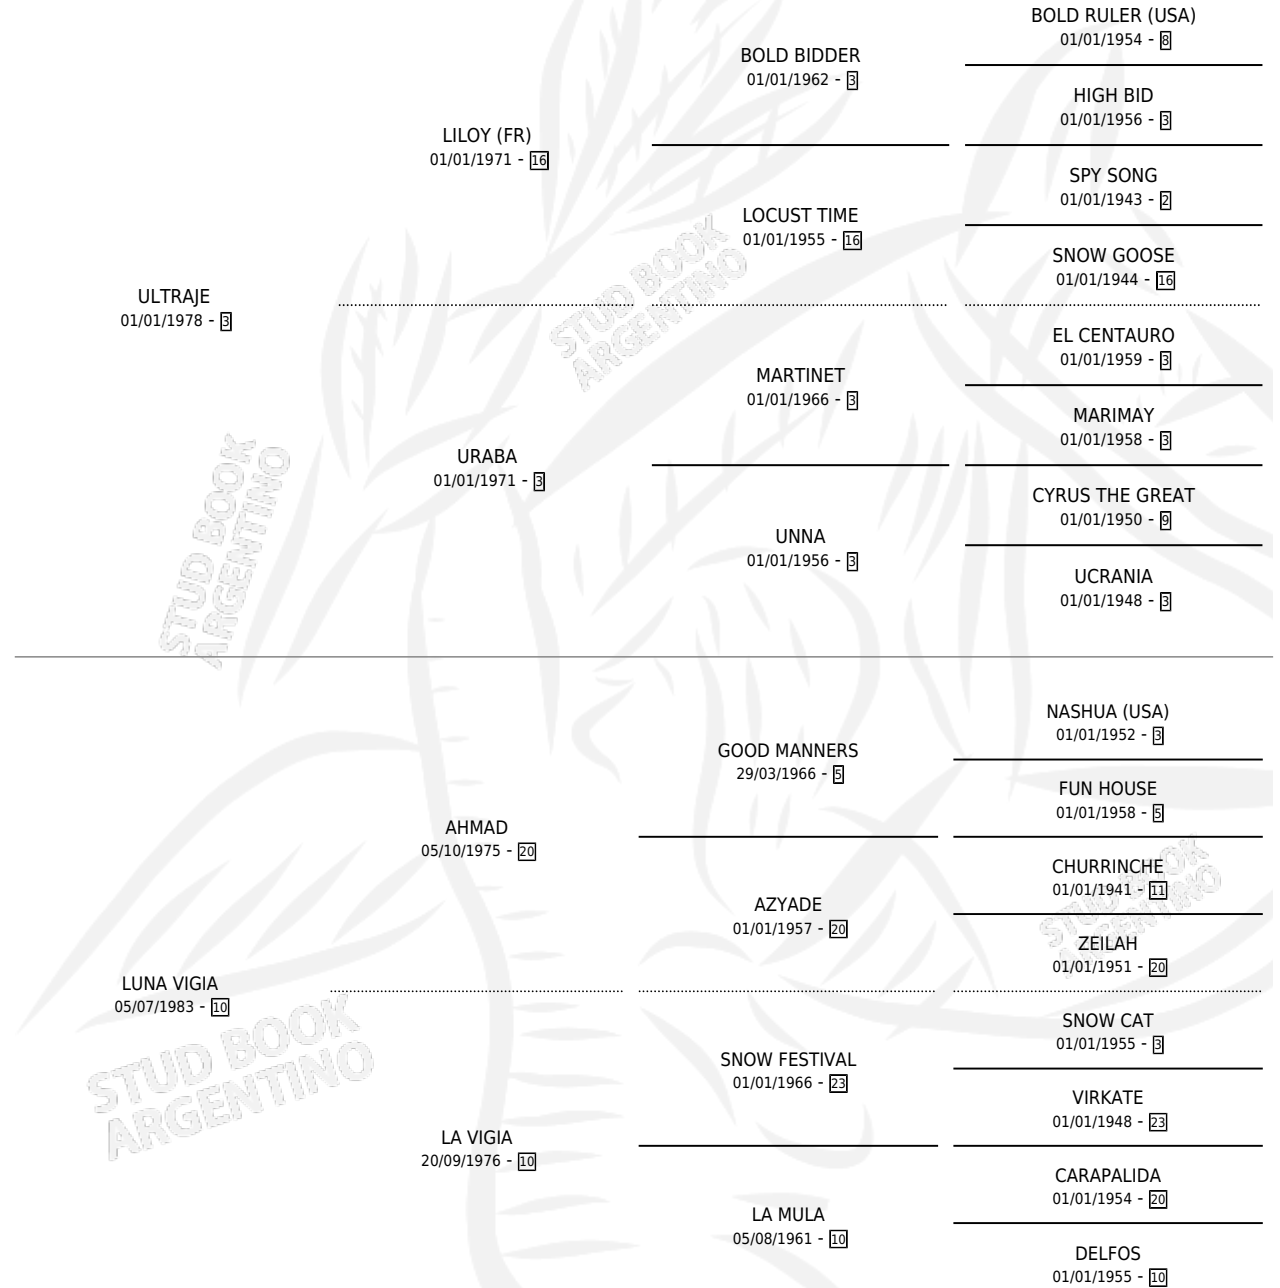 BOLD RULER (USA)
01/01/1954 - 8
BOLD BIDDER
01/01/1962 - 3
HIGH BID
01/01/1956 - 3
LILOY (FR)
01/01/1971 - 16
SPY SONG
01/01/1943 - 2
LOCUST TIME
01/01/1955 - 16
SNOW GOOSE
01/01/1944 - 16
ULTRAJE
01/01/1978 - 3
EL CENTAURO
01/01/1959 - 3
MARTINET
01/01/1966 - 3
MARIMAY
01/01/1958 - 3
URABA
01/01/1971 - 3
CYRUS THE GREAT
01/01/1950 - 9
UNNA
01/01/1956 - 3
UCRANIA
01/01/1948 - 3
STUD BOOK
ARGENTINO
STUD BOOK
ARGENTINO
NASHUA (USA)
01/01/1952 - 3
GOOD MANNERS
29/03/1966 - 5
FUN HOUSE
01/01/1958 - 5
AHMAD
05/10/1975 - 20
CHURRINCHE
01/01/1941 - 11
AZYADE
01/01/1957 - 20
ZEILAH
01/01/1951 - 20
LUNA VIGIA
05/07/1983 - 10
SNOW CAT
01/01/1955 - 3
SNOW FESTIVAL
01/01/1966 - 23
VIRKATE
01/01/1948 - 23
LA VIGIA
20/09/1976 - 10
CARAPALIDA
01/01/1954 - 20
LA MULA
05/08/1961 - 10
DELFOS
01/01/1955 - 10
STUD BOOK
ARGENTINO
STUD BOOK
ARGENTINO